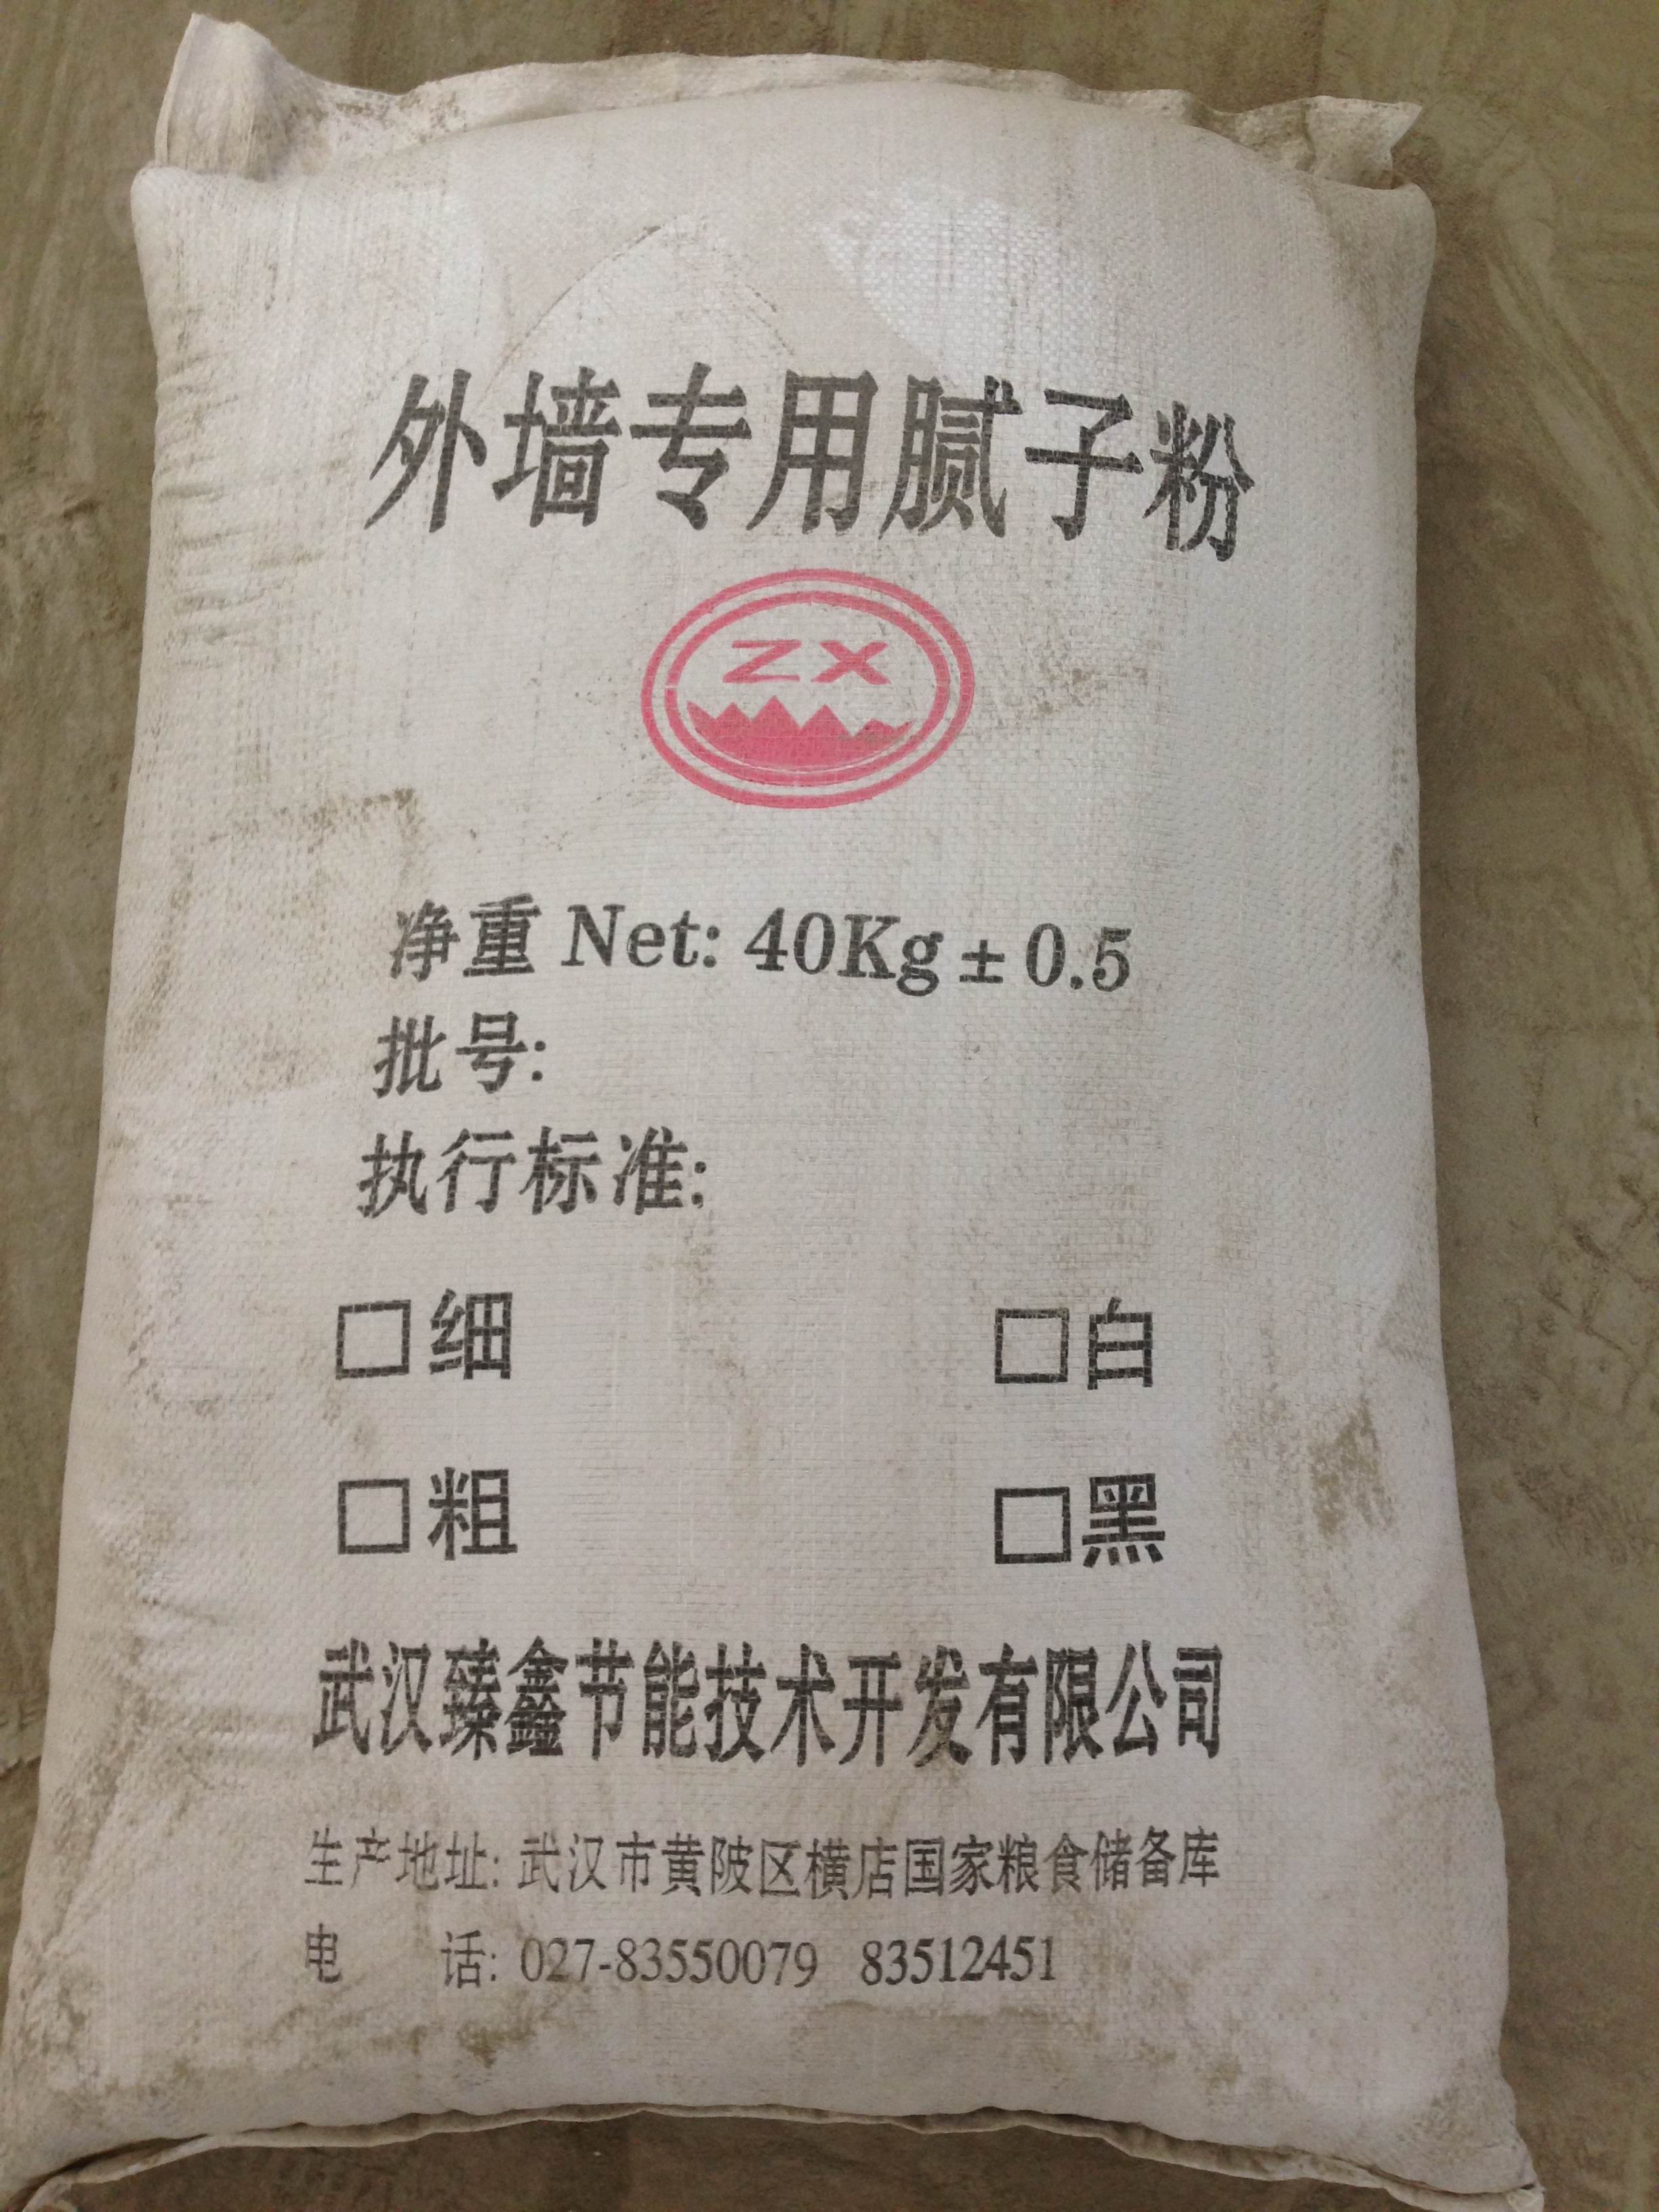 外墙专用腻子粉
ZX
净重 Net: 40Kg±0.5
批号:
执行标准:
□细 □白
□粗 □黑
武汉臻鑫节能技术开发有限公司
生产地址: 武汉市黄陂区横店国家粮食储备库
电 话: 027-83550079 83512451